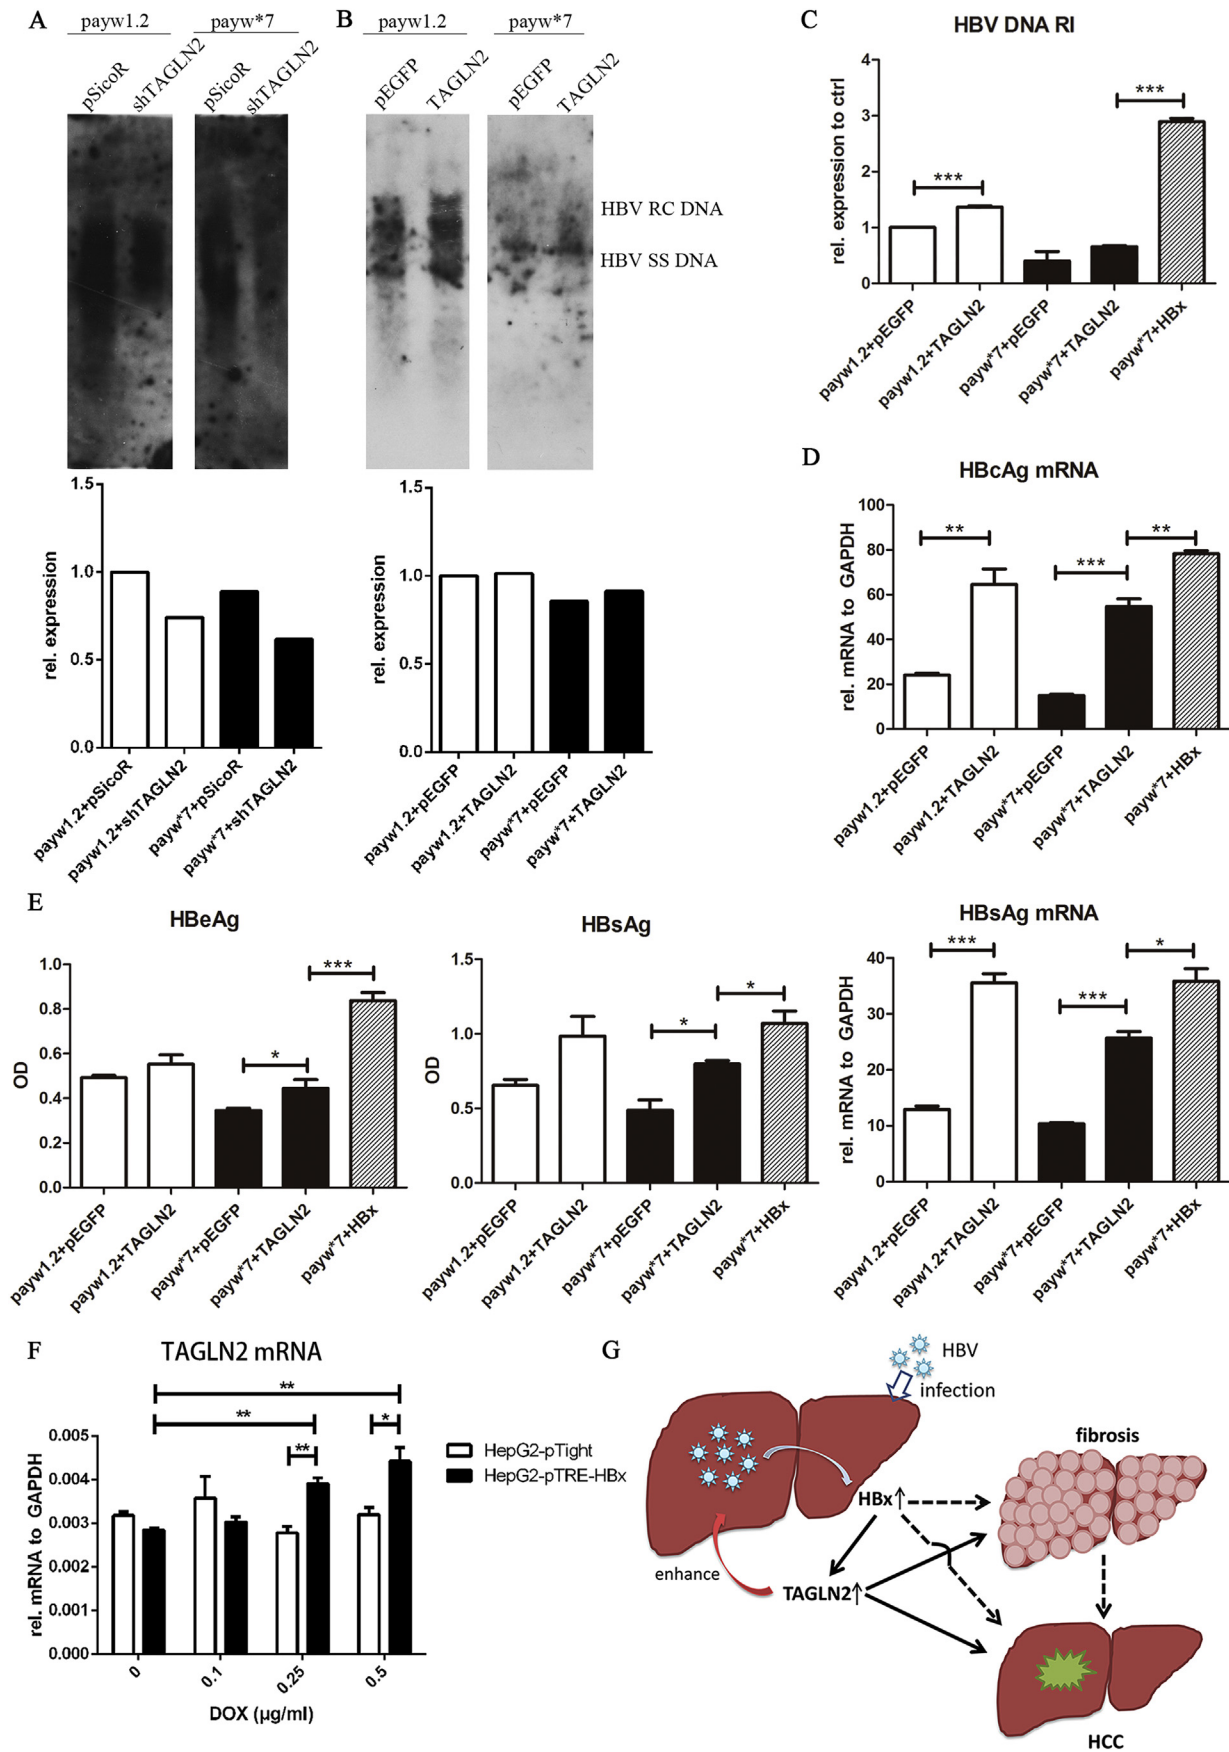 A
payw1.2
payw*7
pSicoR
shTAGLN2
pSicoR
shTAGLN2
B
payw1.2
payw*7
pEGFP
TAGLN2
pEGFP
TAGLN2
HBV RC DNA
HBV SS DNA
1.5
1.0
0.5
0.0
rel. expression
payw1.2+pSicoR
payw1.2+shTAGLN2
payw*7+pSicoR
payw*7+shTAGLN2
1.5
1.0
0.5
0.0
rel. expression
payw1.2+pEGFP
payw1.2+TAGLN2
payw*7+pEGFP
payw*7+TAGLN2
C
HBV DNA RI
rel. expression to ctrl
4
3
2
1
0
***
***
payw1.2+pEGFP
payw1.2+TAGLN2
payw*7+pEGFP
payw*7+TAGLN2
payw*7+HBx
D
HBcAg mRNA
rel. mRNA to GAPDH
100
80
60
40
20
0
**
***
**
payw1.2+pEGFP
payw1.2+TAGLN2
payw*7+pEGFP
payw*7+TAGLN2
payw*7+HBx
E
HBeAg
OD
1.0
0.8
0.6
0.4
0.2
0.0
*
***
payw1.2+pEGFP
payw1.2+TAGLN2
payw*7+pEGFP
payw*7+TAGLN2
payw*7+HBx
HBsAg
OD
1.5
1.0
0.5
0.0
*
*
payw1.2+pEGFP
payw1.2+TAGLN2
payw*7+pEGFP
payw*7+TAGLN2
payw*7+HBx
HBsAg mRNA
rel. mRNA to GAPDH
40
30
20
10
0
***
***
*
payw1.2+pEGFP
payw1.2+TAGLN2
payw*7+pEGFP
payw*7+TAGLN2
payw*7+HBx
F
TAGLN2 mRNA
rel. mRNA to GAPDH
0.005
0.004
0.003
0.002
0.001
0.000
**
**
**
*
0
0.1
0.25
0.5
DOX (µg/ml)
HepG2-pTight
HepG2-pTRE-HBx
G
HBV
infection
fibrosis
HBx↑
enhance
TAGLN2↑
HCC